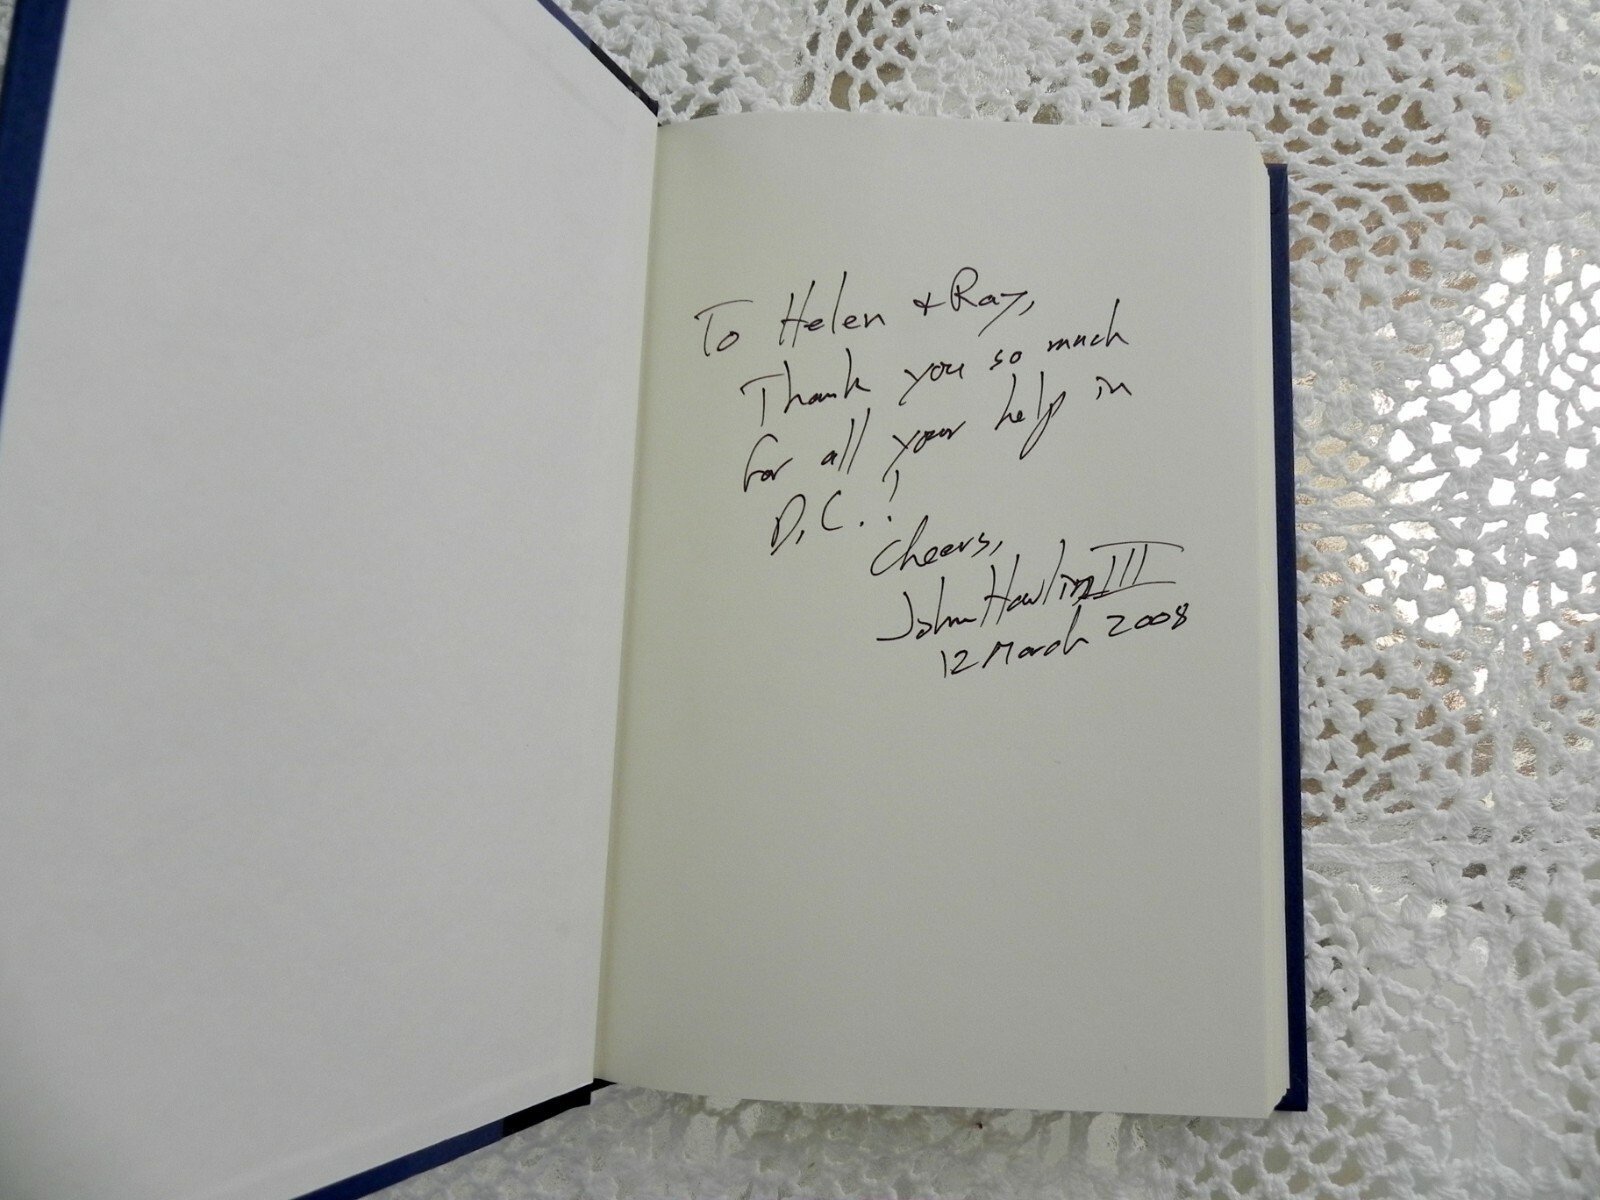 To Helen + Ray,
Thank you so much
for all your help in
D.C.!
Cheers,
John Hawlin III
12 March 2008